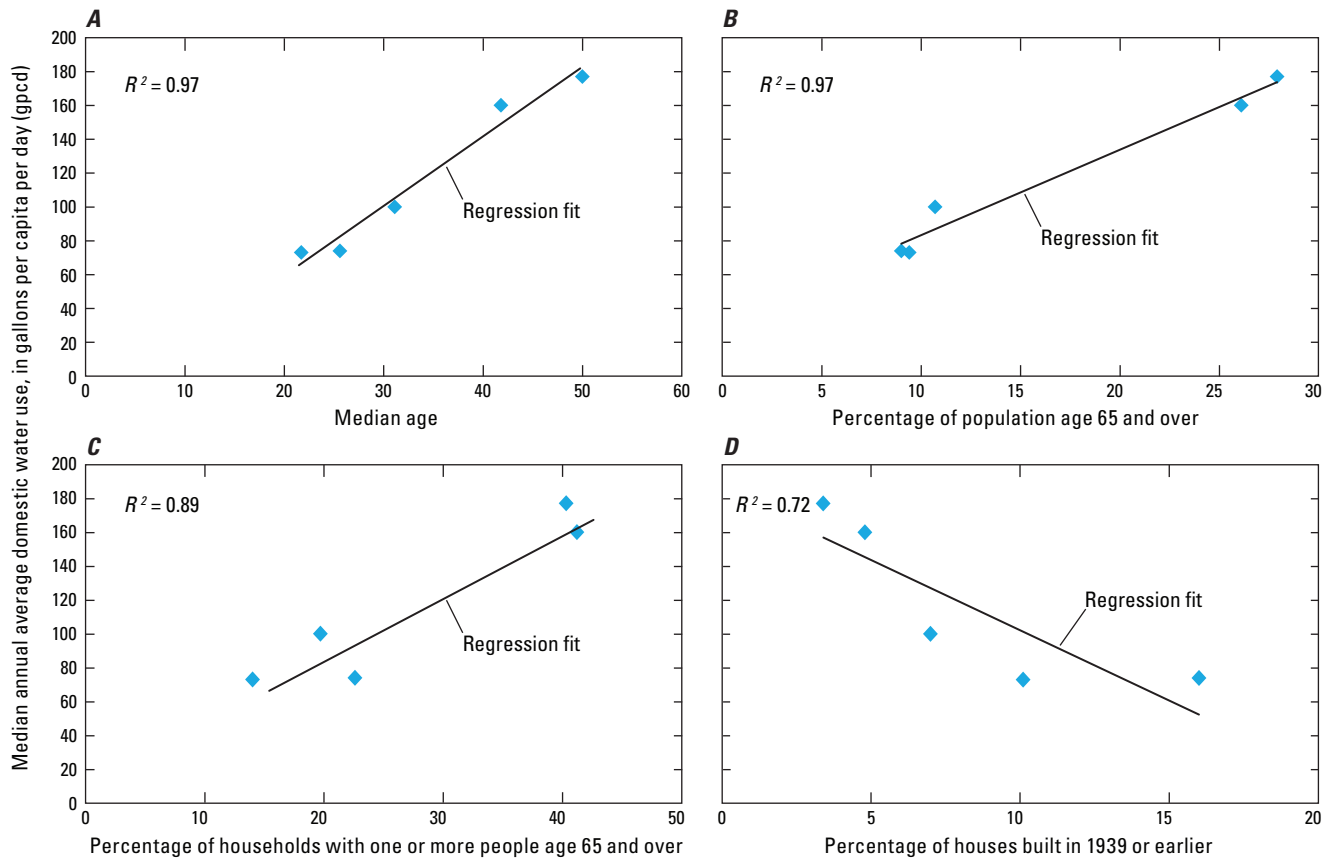 Median annual average domestic water use, in gallons per capita per day (gpcd)
A
200
180
160
140
120
100
80
60
40
20
0
R² = 0.97
Regression fit
0 10 20 30 40 50 60
Median age
B
R² = 0.97
Regression fit
0 5 10 15 20 25 30
Percentage of population age 65 and over
C
200
180
160
140
120
100
80
60
40
20
0
R² = 0.89
Regression fit
0 10 20 30 40 50
Percentage of households with one or more people age 65 and over
D
R² = 0.72
Regression fit
0 5 10 15 20
Percentage of houses built in 1939 or earlier